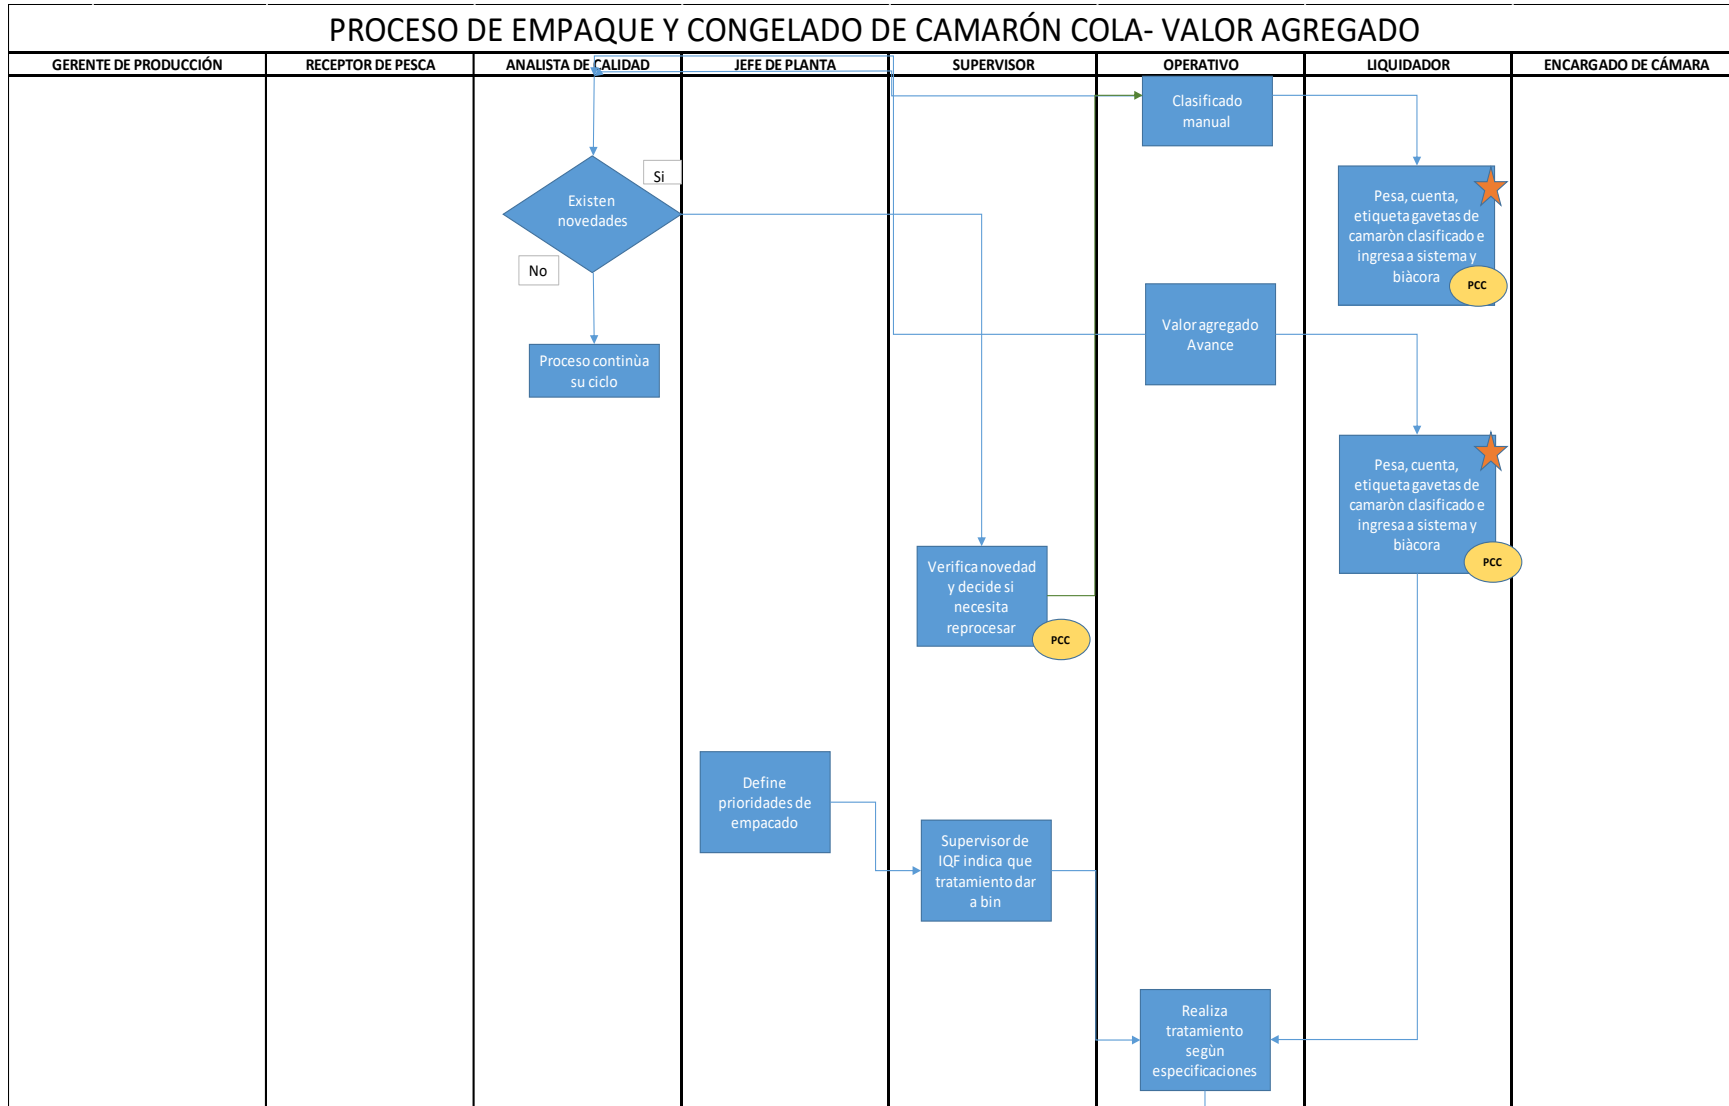 PROCESO DE EMPAQUE Y CONGELADO DE CAMARÓN COLA- VALOR AGREGADO
GERENTE DE PRODUCCIÓN
RECEPTOR DE PESCA
ANALISTA DE CALIDAD
JEFE DE PLANTA
SUPERVISOR
OPERATIVO
LIQUIDADOR
ENCARGADO DE CÁMARA
Clasificado
manual
Si
Existen
novedades
No
Pesa, cuenta,
etiqueta gavetas de
camaròn clasificado e
ingresa a sistema y
biàcora
PCC
Valor agregado
Avance
Proceso continùa
su ciclo
Pesa, cuenta,
etiqueta gavetas de
camaròn clasificado e
ingresa a sistema y
biàcora
PCC
Verifica novedad
y decide si
necesita
reprocesar
PCC
Define
prioridades de
empacado
Supervisor de
IQF indica que
tratamiento dar
a bin
Realiza
tratamiento
segùn
especificaciones